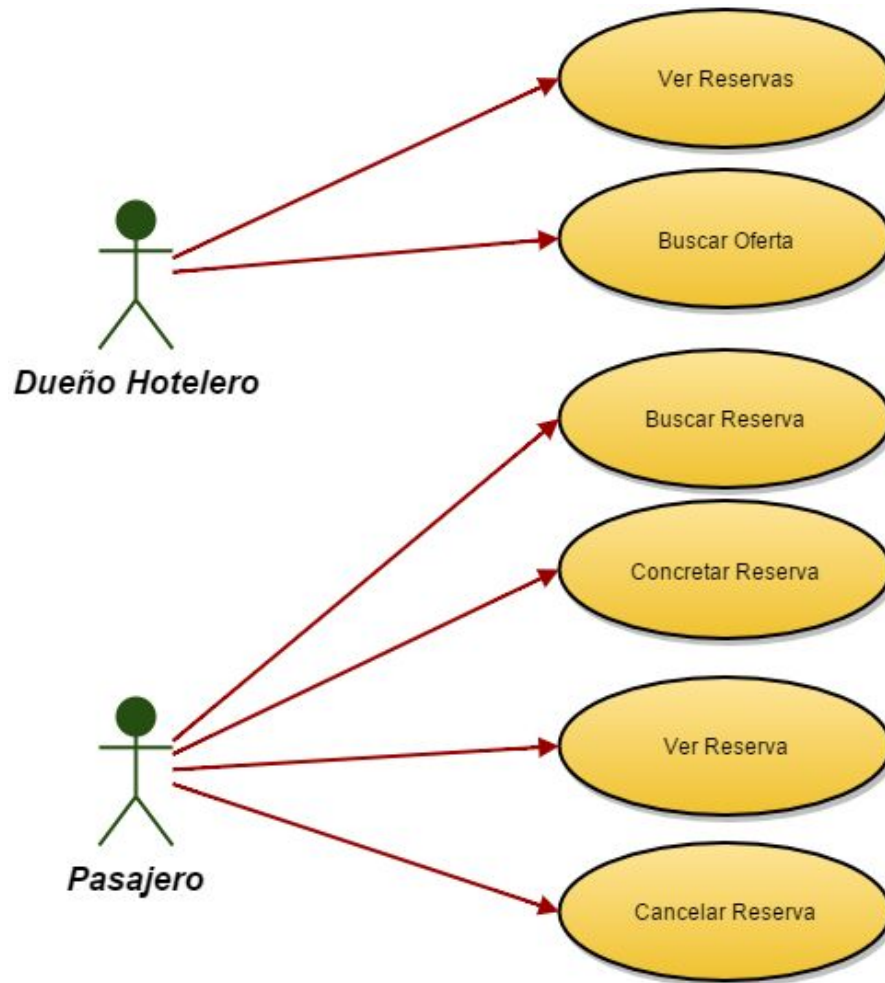 Ver Reservas
Buscar Oferta
Dueño Hotelero
Buscar Reserva
Concretar Reserva
Ver Reserva
Pasajero
Cancelar Reserva